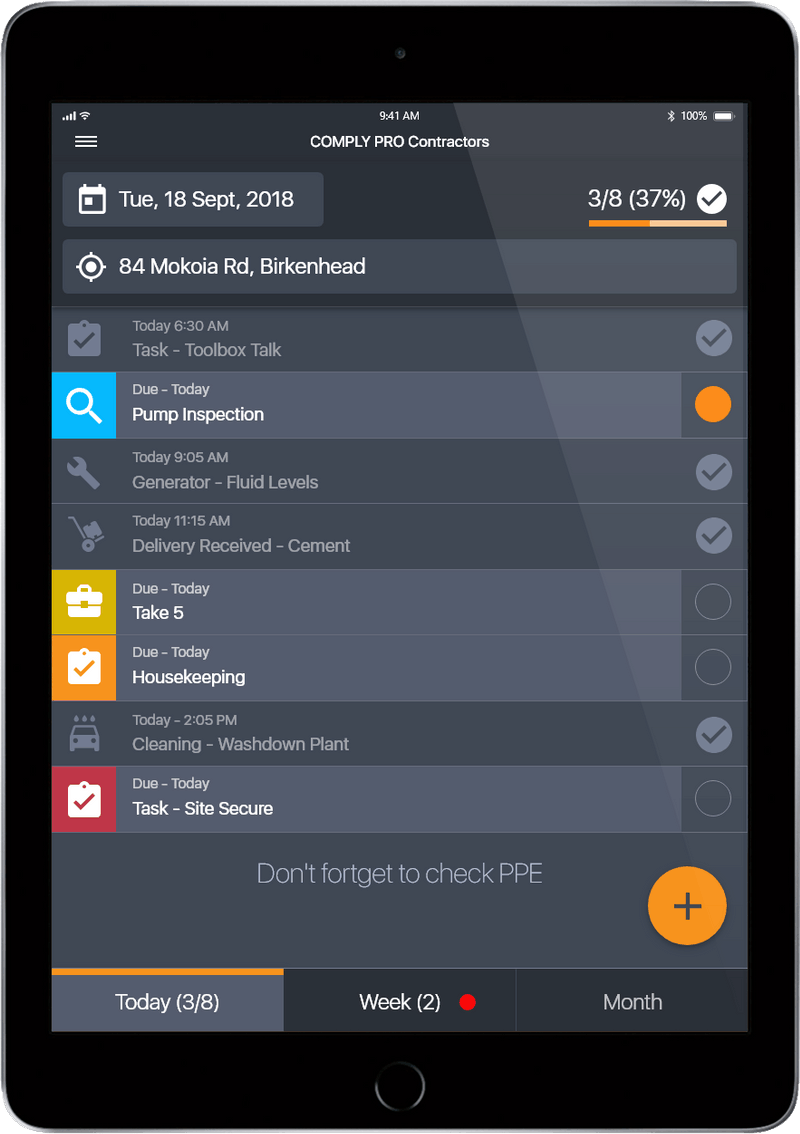 9:41 AM
100%
COMPLY PRO Contractors
Tue, 18 Sept, 2018
3/8 (37%)
84 Mokoia Rd, Birkenhead
Today 6:30 AM
Task - Toolbox Talk
Due - Today
Pump Inspection
Today 9:05 AM
Generator - Fluid Levels
Today 11:15 AM
Delivery Received - Cement
Due - Today
Take 5
Due - Today
Housekeeping
Today - 2:05 PM
Cleaning - Washdown Plant
Due - Today
Task - Site Secure
Don't fortget to check PPE
+
Today (3/8)
Week (2)
Month